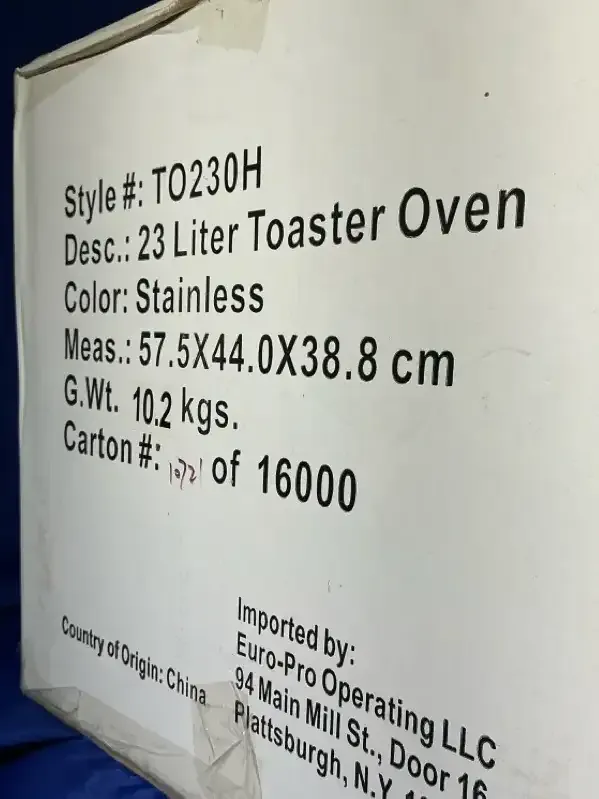 Style #: TO230H
Desc.: 23 Liter Toaster Oven
Color: Stainless
Meas.: 57.5X44.0X38.8 cm
G.Wt. 10.2 kgs.
Carton #: 10721 of 16000
Imported by:
Euro-Pro Operating LLC
94 Main Mill St., Door 16
Plattsburgh, N.Y.
Country of Origin: China